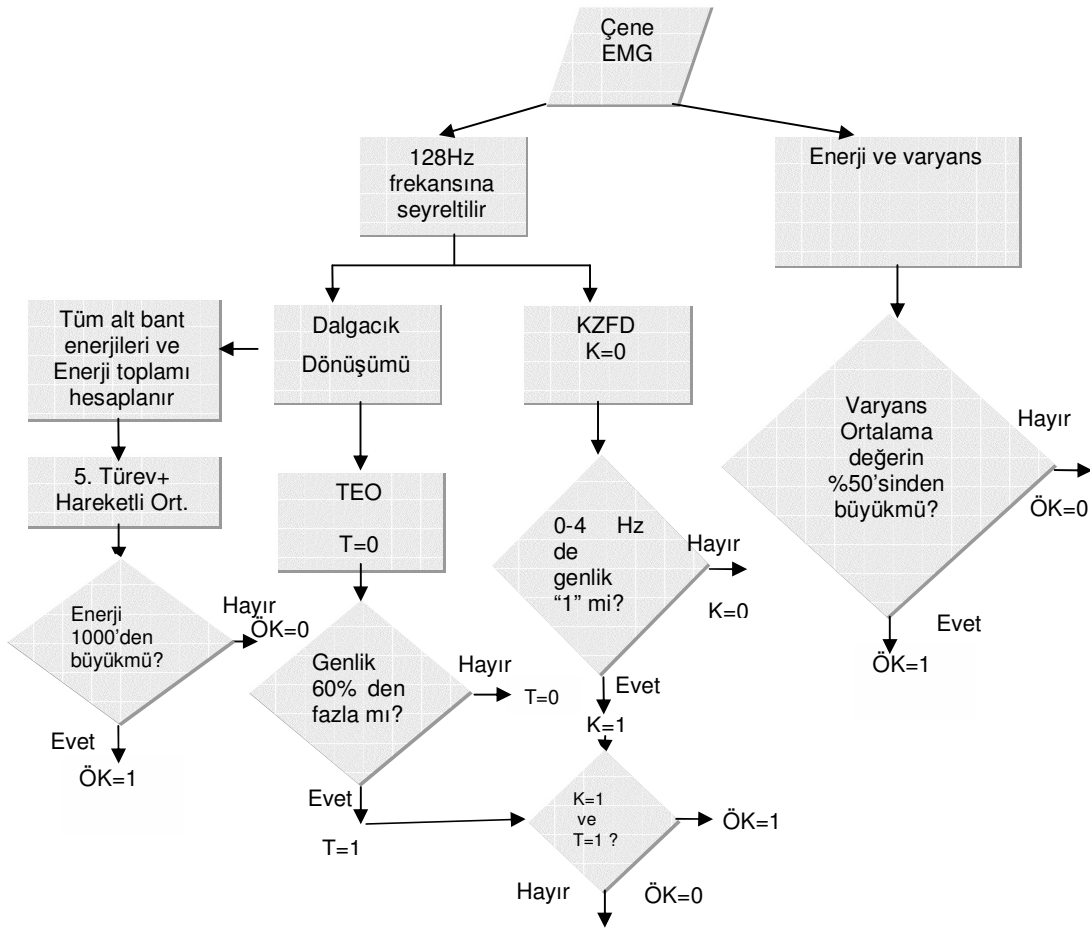 Çene
EMG
128Hz
frekansına
seyreltilir
Enerji ve varyans
Tüm alt bant
enerjileri ve
Enerji toplamı
hesaplanır
Dalgacık
Dönüşümü
KZFD
K=0
Varyans
Ortalama
değerin
%50'sinden
büyükmü?
Hayır
ÖK=0
Evet
ÖK=1
5. Türev+
Hareketli Ort.
TEO
T=0
0-4 Hz
de
genlik
“1” mi?
Hayır
K=0
Evet
K=1
Enerji
1000’den
büyükmü?
Hayır
ÖK=0
Evet
ÖK=1
Genlik
60% den
fazla mı?
Hayır
T=0
Evet
T=1
K=1
ve
T=1 ?
ÖK=1
Hayır
ÖK=0